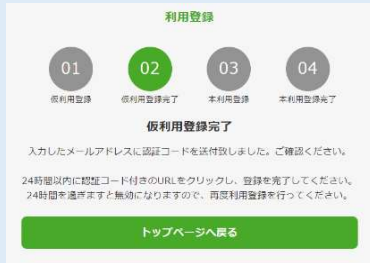 利用登録
01 02 03 04
仮利用登録 仮利用登録完了 本利用登録 本利用登録完了
仮利用登録完了
入力したメールアドレスに認証コードを送付致しました。ご確認ください。
24時間以内に認証コード付きのURLをクリックし、登録を完了してください。
24時間を過ぎますと無効になりますので、再度利用登録を行ってください。
トップページへ戻る